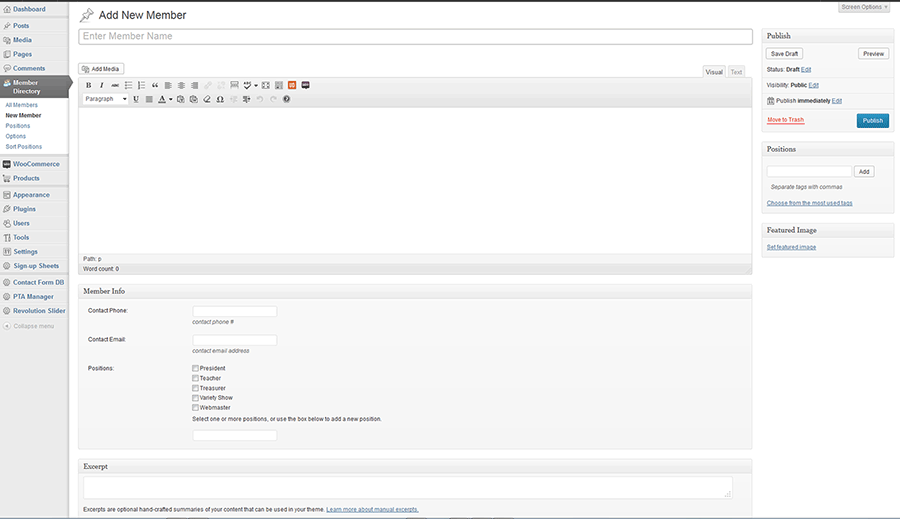 Dashboard
Posts
Media
Pages
Comments
Member
Directory
All Members
New Member
Positions
Options
Sort Positions
WooCommerce
Products
Appearance
Plugins
Users
Tools
Settings
Sign up Sheets
Contact Form DB
PTA Manager
Revolution Slider
Collapse menu
Screen Options
Add New Member
Enter Member Name
Add Media
Visual Text
B I ABC
Paragraph U A Ω
Path: p
Word count: 0
Member Info
Contact Phone:
contact phone #
Contact Email:
contact email address
Positions:
President
Teacher
Treasurer
Variety Show
Webmaster
Select one or more positions, or use the box below to add a new position.
Excerpt
Excerpts are optional hand-crafted summaries of your content that can be used in your theme. Learn more about manual excerpts.
Publish
Save Draft Preview
Status: Draft Edit
Visibility: Public Edit
Publish immediately Edit
Move to Trash Publish
Positions
Add
Separate tags with commas
Choose from the most used tags
Featured Image
Set featured image